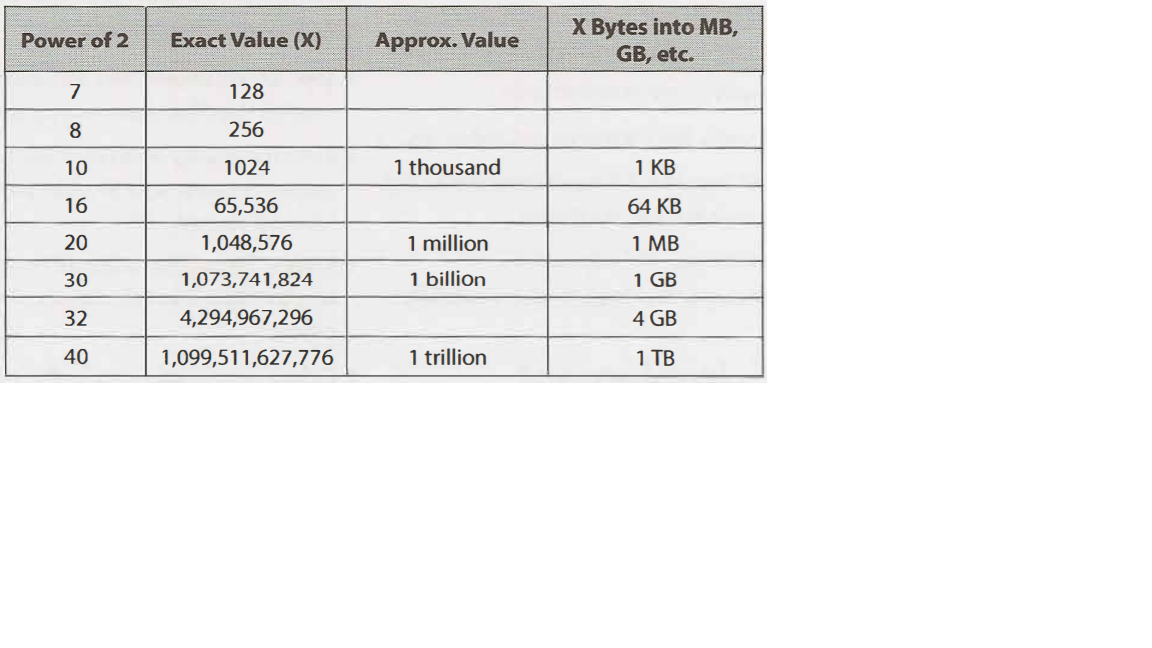 Power of 2 Exact Value (X) Approx. Value X Bytes into MB,
GB, etc.
7 128
8 256
10 1024 1 thousand 1 KB
16 65,536 64 KB
20 1,048,576 1 million 1 MB
30 1,073,741,824 1 billion 1 GB
32 4,294,967,296 4 GB
40 1,099,511,627,776 1 trillion 1 TB